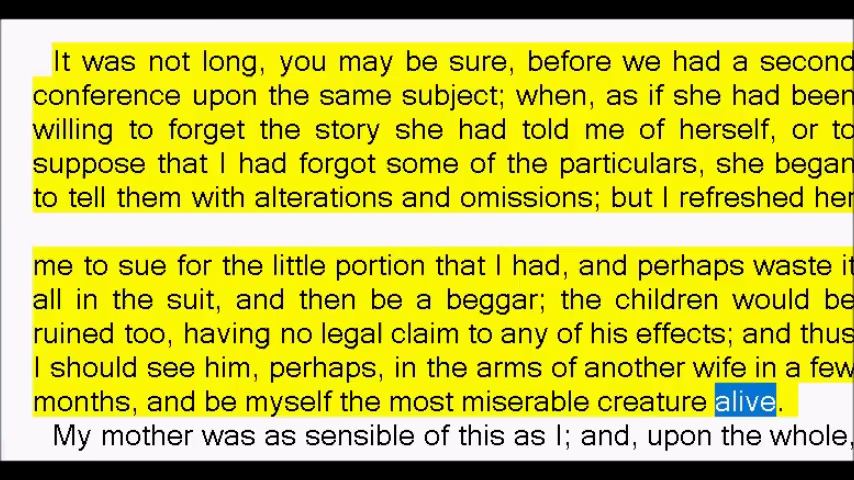 It was not long, you may be sure, before we had a second
conference upon the same subject; when, as if she had been
willing to forget the story she had told me of herself, or to
suppose that I had forgot some of the particulars, she began
to tell them with alterations and omissions; but I refreshed her
me to sue for the little portion that I had, and perhaps waste it
all in the suit, and then be a beggar; the children would be
ruined too, having no legal claim to any of his effects; and thus
I should see him, perhaps, in the arms of another wife in a few
months, and be myself the most miserable creature alive.
My mother was as sensible of this as I; and, upon the whole,